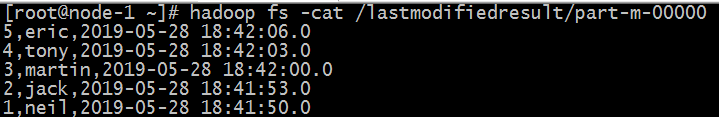 [root@node-1 ~]# hadoop fs -cat /lastmodifiedresult/part-m-00000
5,eric,2019-05-28 18:42:06.0
4,tony,2019-05-28 18:42:03.0
3,martin,2019-05-28 18:42:00.0
2,jack,2019-05-28 18:41:53.0
1,neil,2019-05-28 18:41:50.0